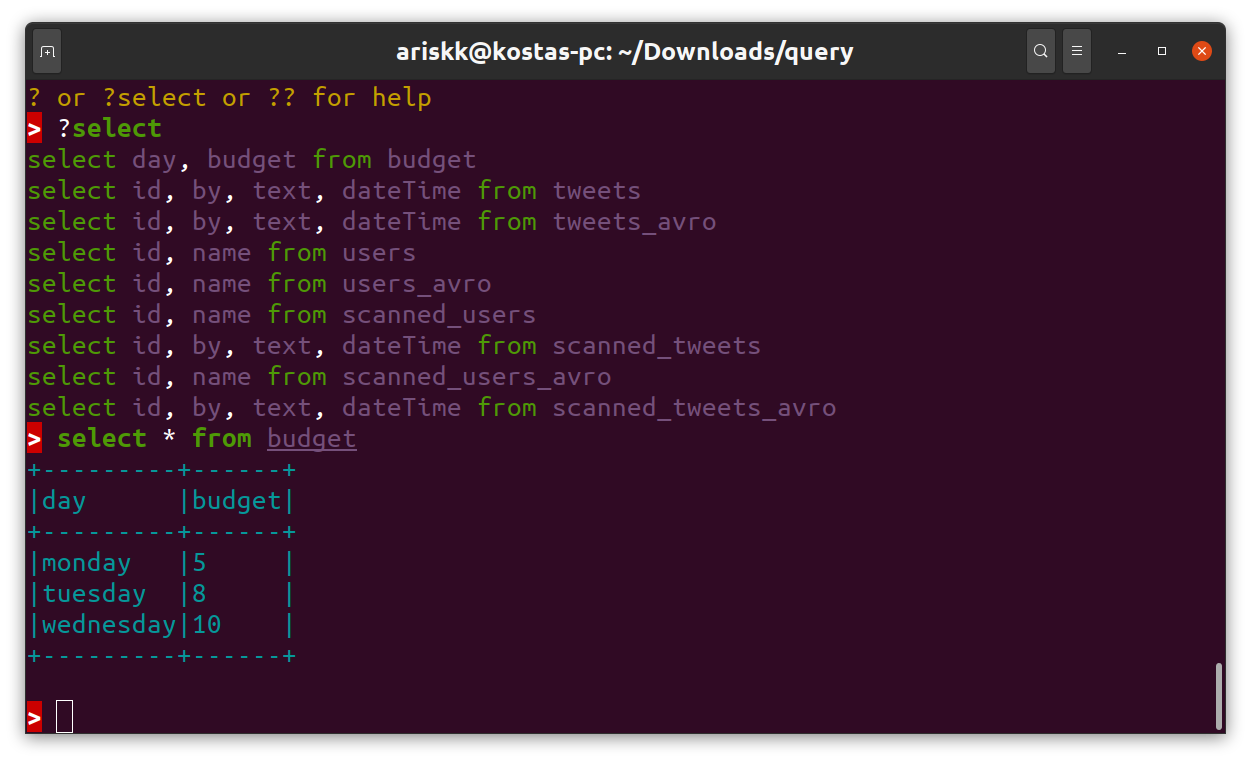 ariskk@kostas-pc: ~/Downloads/query
? or ?select or ?? for help
> ?select
select day, budget from budget
select id, by, text, dateTime from tweets
select id, by, text, dateTime from tweets_avro
select id, name from users
select id, name from users_avro
select id, name from scanned_users
select id, by, text, dateTime from scanned_tweets
select id, name from scanned_users_avro
select id, by, text, dateTime from scanned_tweets_avro
> select * from budget
+---------+------+
|day      |budget|
+---------+------+
|monday   |5     |
|tuesday  |8     |
|wednesday|10    |
+---------+------+
>